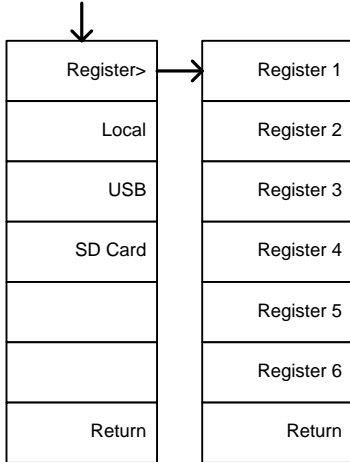 Register>
Local
USB
SD Card
Return
Register 1
Register 2
Register 3
Register 4
Register 5
Register 6
Return